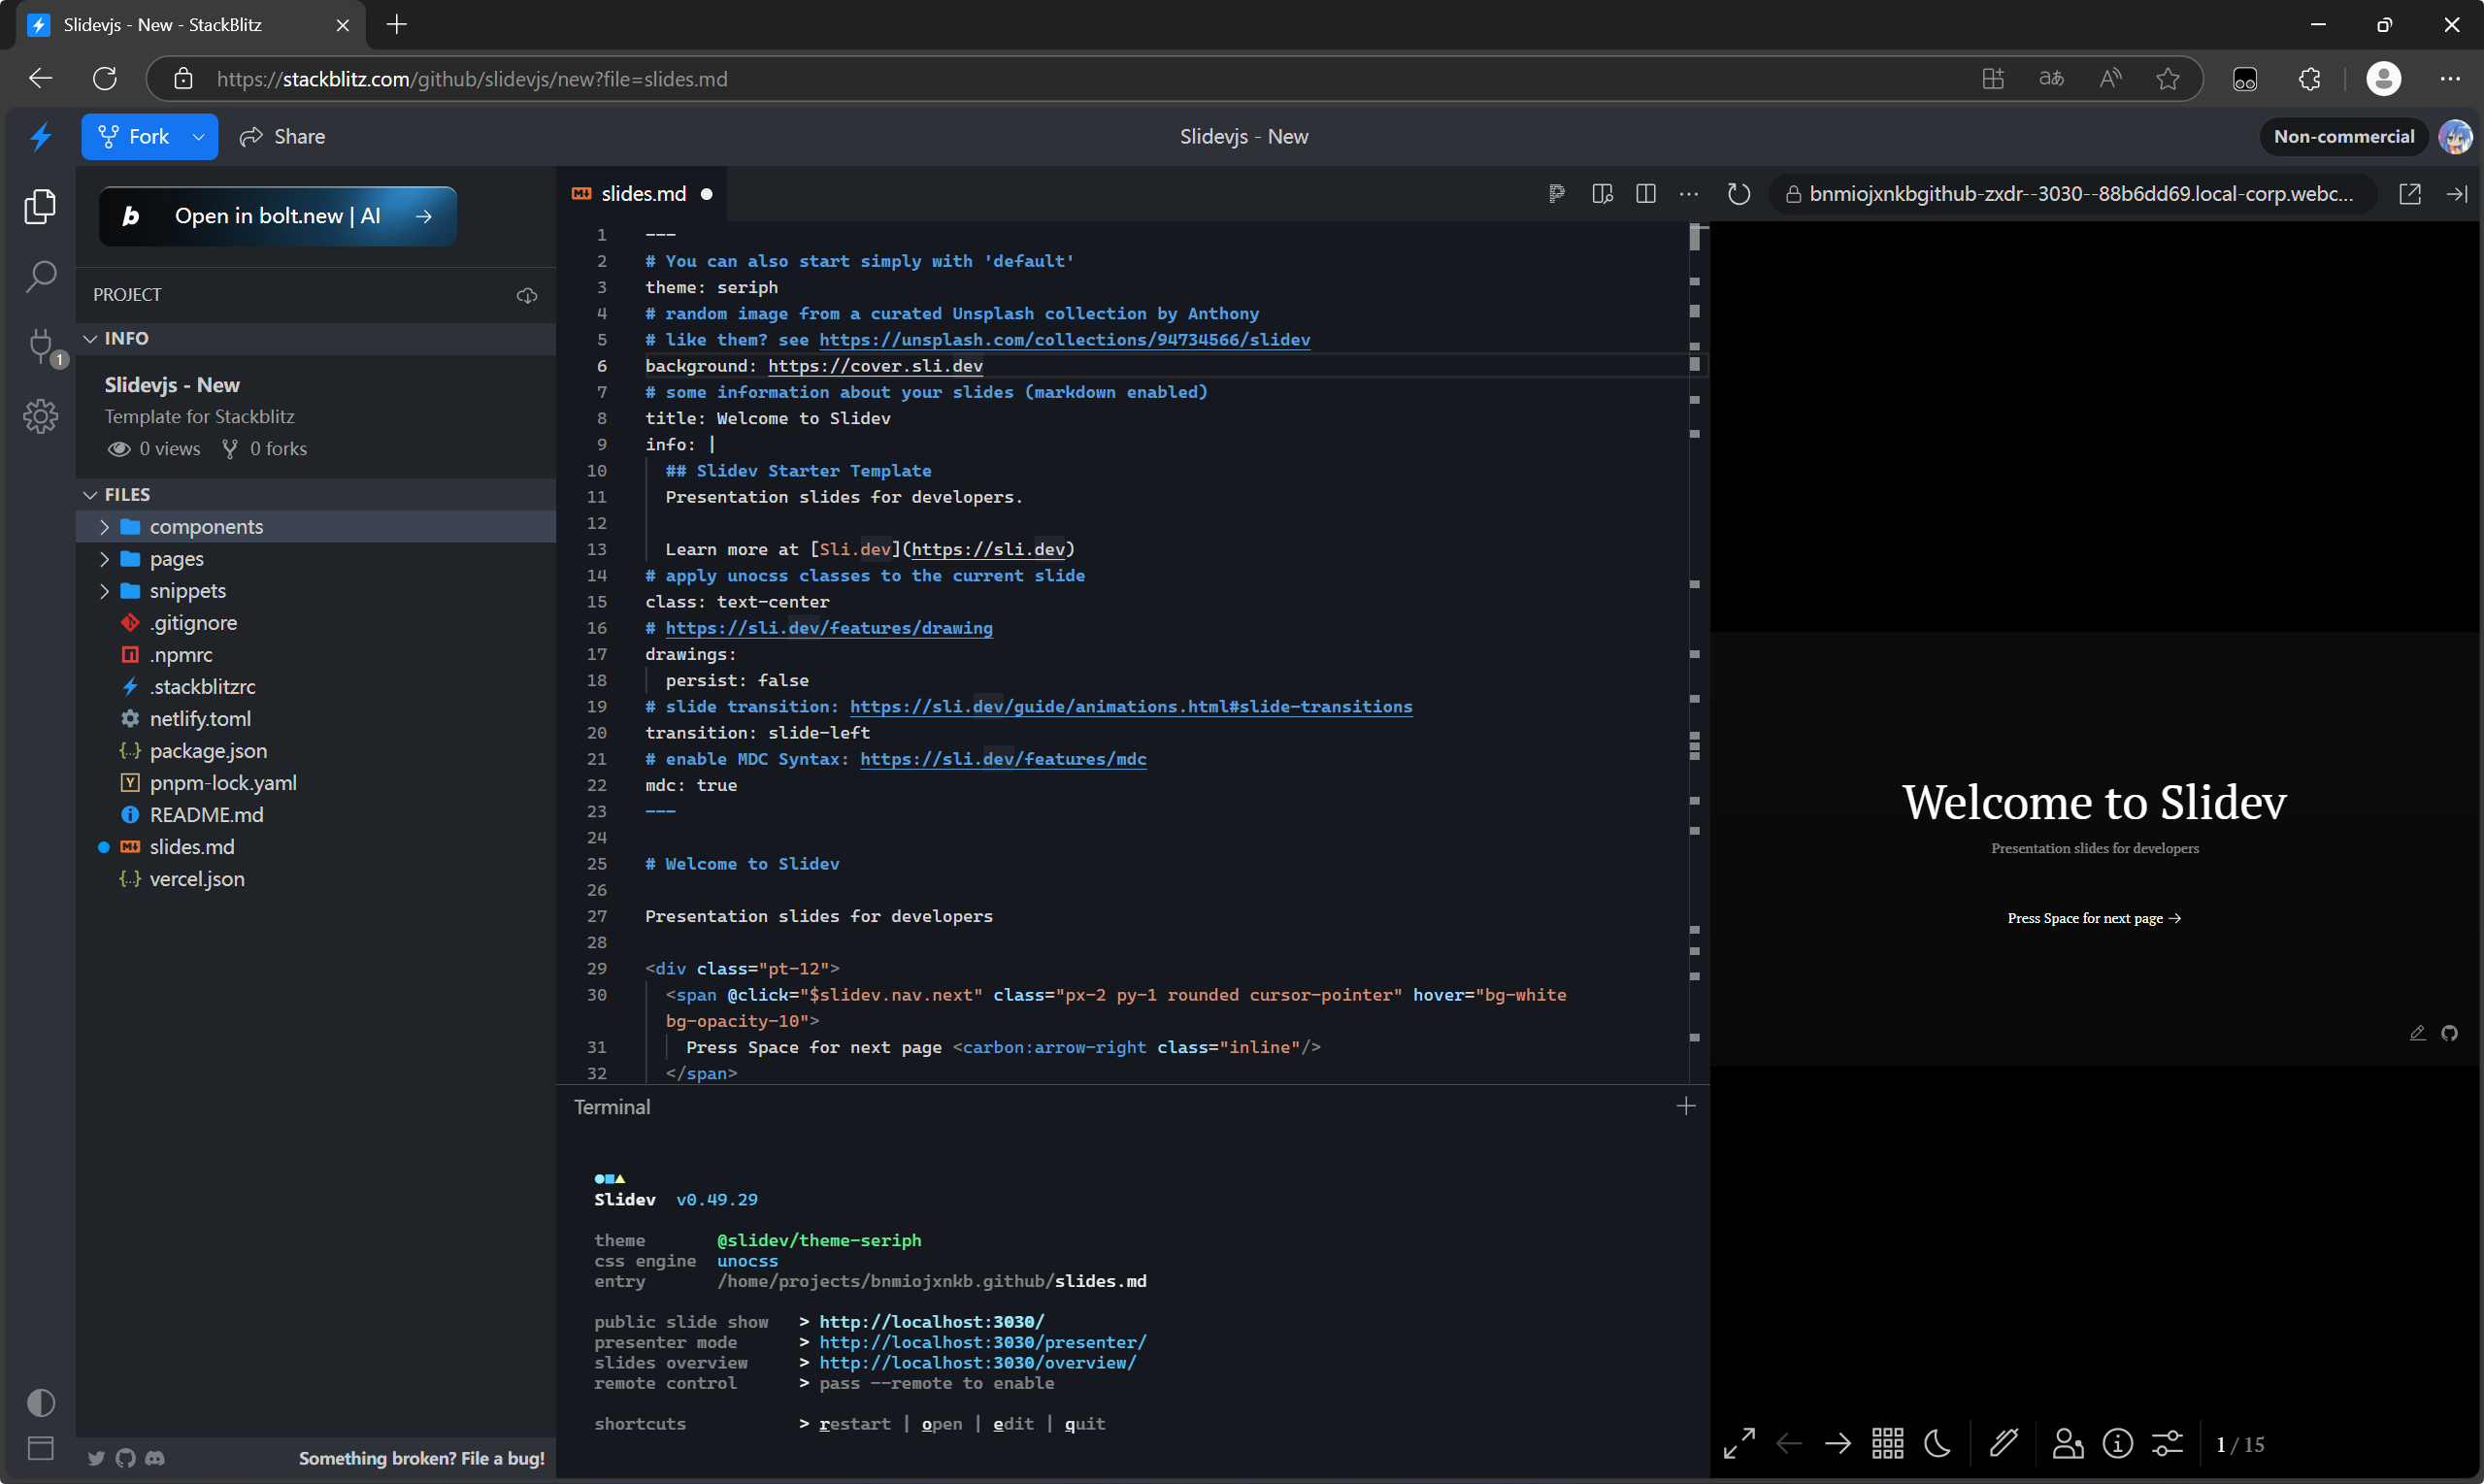 Slidevjs - New - StackBlitz
https://stackblitz.com/github/slidevjs/new?file=slides.md
Fork
Share
Slidevjs - New
Non-commercial
Open in bolt.new | AI
PROJECT
INFO
Slidevjs - New
Template for Stackblitz
0 views 0 forks
1
FILES
components
pages
snippets
.gitignore
.npmrc
.stackblitzrc
netlify.toml
package.json
pnpm-lock.yaml
README.md
slides.md
vercel.json
Something broken? File a bug!
slides.md
1 ---
2 # You can also start simply with 'default'
3 theme: seriph
4 # random image from a curated Unsplash collection by Anthony
5 # like them? see https://unsplash.com/collections/94734566/slidev
6 background: https://cover.sli.dev
7 # some information about your slides (markdown enabled)
8 title: Welcome to Slidev
9 info: |
10 ## Slidev Starter Template
11 Presentation slides for developers.
12
13 Learn more at [Sli.dev](https://sli.dev)
14 # apply unocss classes to the current slide
15 class: text-center
16 # https://sli.dev/features/drawing
17 drawings:
18 persist: false
19 # slide transition: https://sli.dev/guide/animations.html#slide-transitions
20 transition: slide-left
21 # enable MDC Syntax: https://sli.dev/features/mdc
22 mdc: true
23 ---
24
25 # Welcome to Slidev
26
27 Presentation slides for developers
28
29 <div class="pt-12">
30 <span @click="$slidev.nav.next" class="px-2 py-1 rounded cursor-pointer" hover="bg-white
bg-opacity-10">
31 Press Space for next page <carbon:arrow-right class="inline"/>
32 </span>
Terminal
Slidev v0.49.29
theme @slidev/theme-seriph
css engine unocss
entry /home/projects/bnmiojxnkb.github/slides.md
public slide show > http://localhost:3030/
presenter mode > http://localhost:3030/presenter/
slides overview > http://localhost:3030/overview/
remote control > pass --remote to enable
shortcuts > restart | open | edit | quit
bnmiojxnkbgithub-zxdr--3030--88b6dd69.local-corp.webc...
Welcome to Slidev
Presentation slides for developers
Press Space for next page →
1 / 15